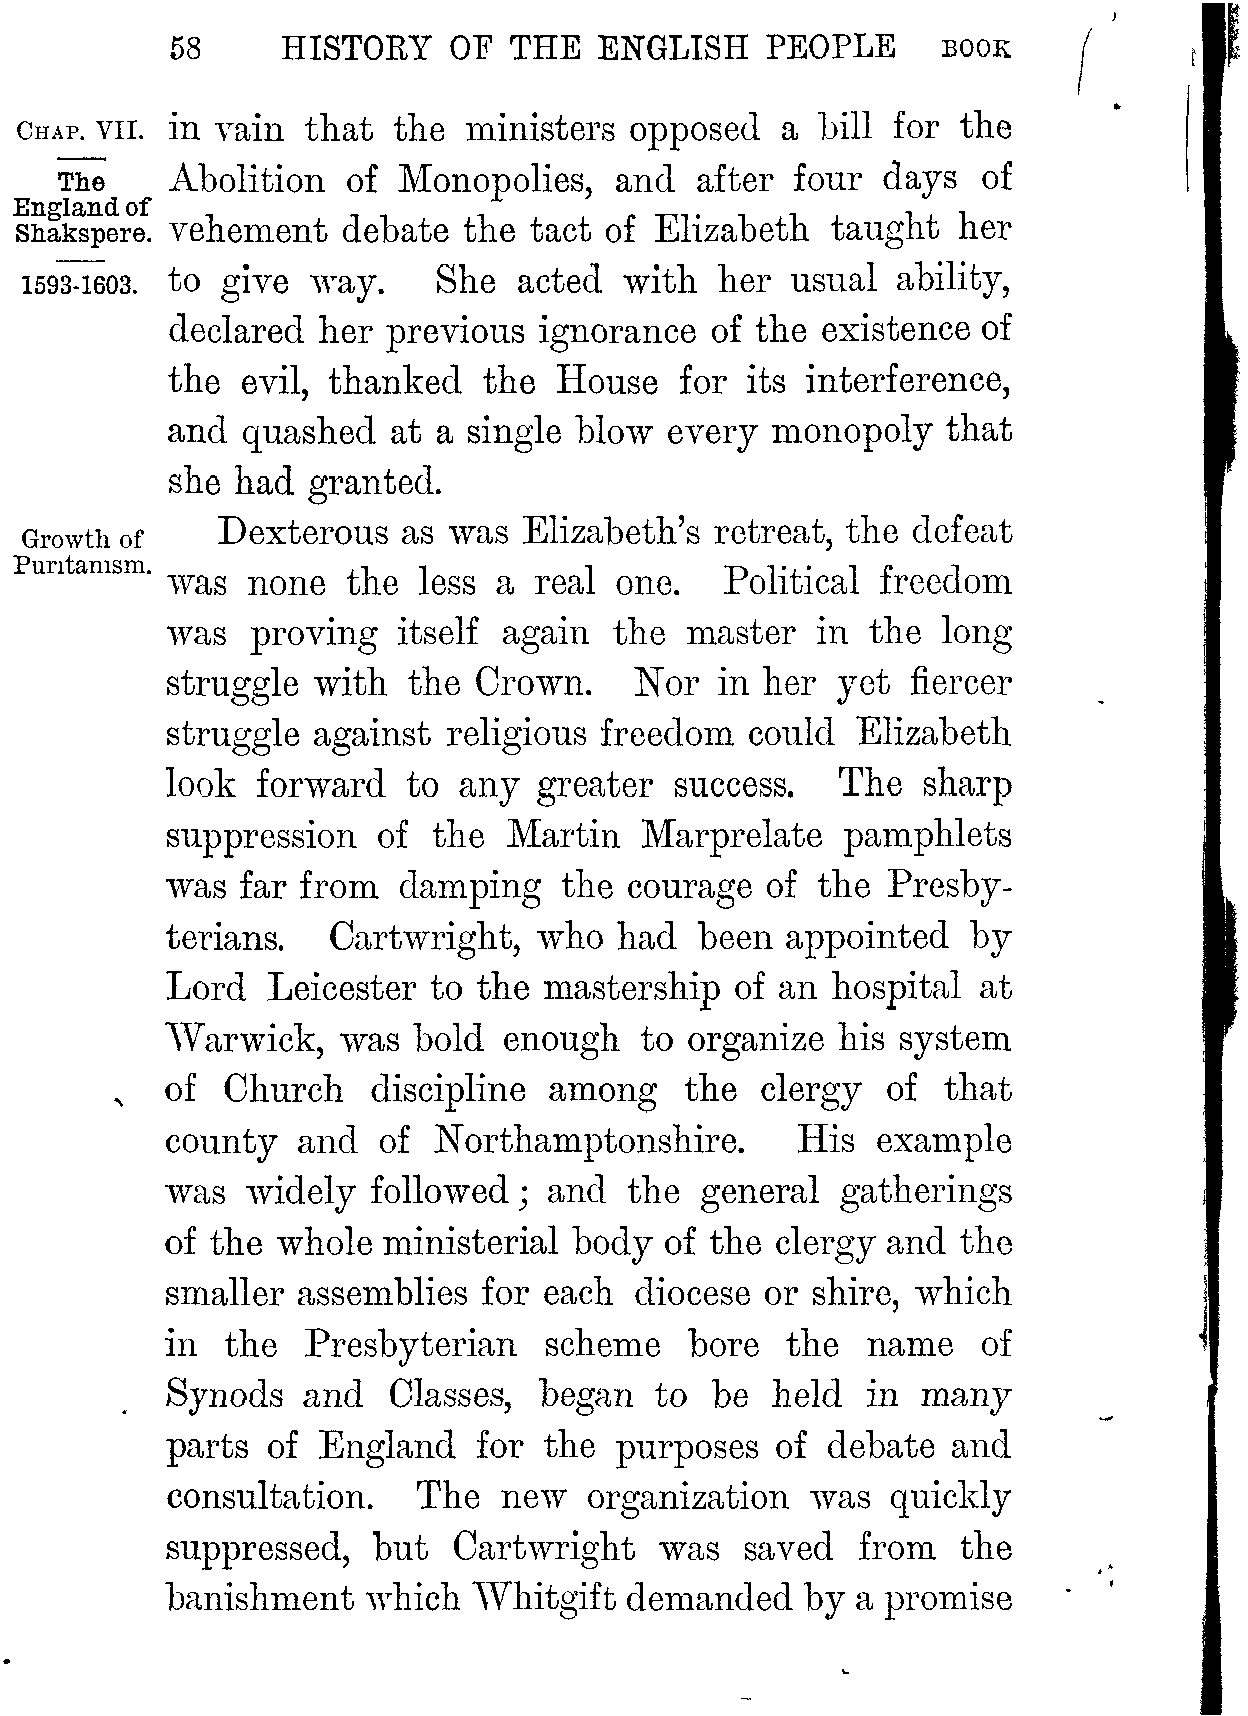 58 HISTORY OF THE ENGLISH PEOPLE BOOK
CHAP. VII.
The
England of
Shakspere.
1593-1603.
in vain that the ministers opposed a bill for the
Abolition of Monopolies, and after four days of
vehement debate the tact of Elizabeth taught her
to give way. She acted with her usual ability,
declared her previous ignorance of the existence of
the evil, thanked the House for its interference,
and quashed at a single blow every monopoly that
she had granted.
Growth of
Puritanism.
Dexterous as was Elizabeth's retreat, the defeat
was none the less a real one. Political freedom
was proving itself again the master in the long
struggle with the Crown. Nor in her yet fiercer
struggle against religious freedom could Elizabeth
look forward to any greater success. The sharp
suppression of the Martin Marprelate pamphlets
was far from damping the courage of the Presby-
terians. Cartwright, who had been appointed by
Lord Leicester to the mastership of an hospital at
Warwick, was bold enough to organize his system
of Church discipline among the clergy of that
county and of Northamptonshire. His example
was widely followed; and the general gatherings
of the whole ministerial body of the clergy and the
smaller assemblies for each diocese or shire, which
in the Presbyterian scheme bore the name of
Synods and Classes, began to be held in many
parts of England for the purposes of debate and
consultation. The new organization was quickly
suppressed, but Cartwright was saved from the
banishment which Whitgift demanded by a promise